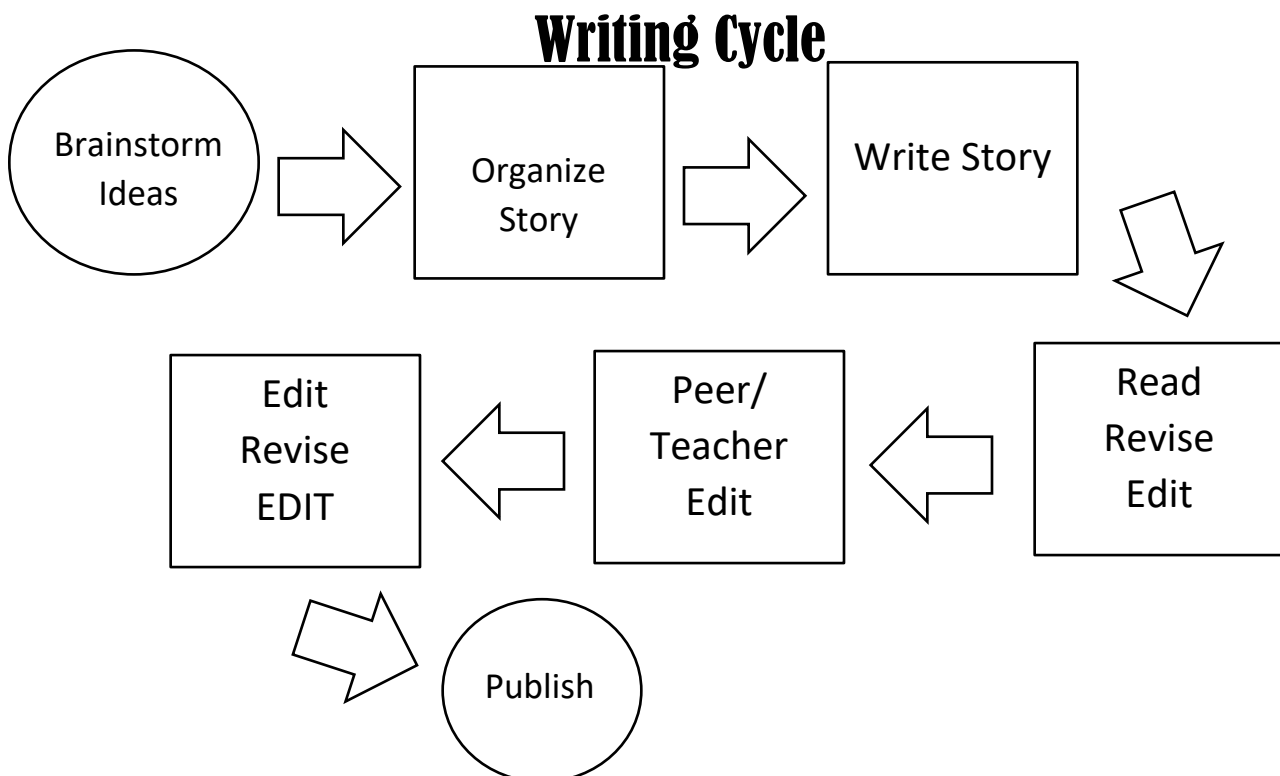 Writing Cycle
Brainstorm
Ideas
Organize
Story
Write Story
Read
Revise
Edit
Peer/
Teacher
Edit
Edit
Revise
EDIT
Publish